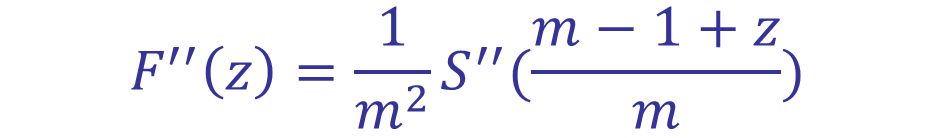 F''(z) = \frac{1}{m^2} S''(\frac{m-1+z}{m})